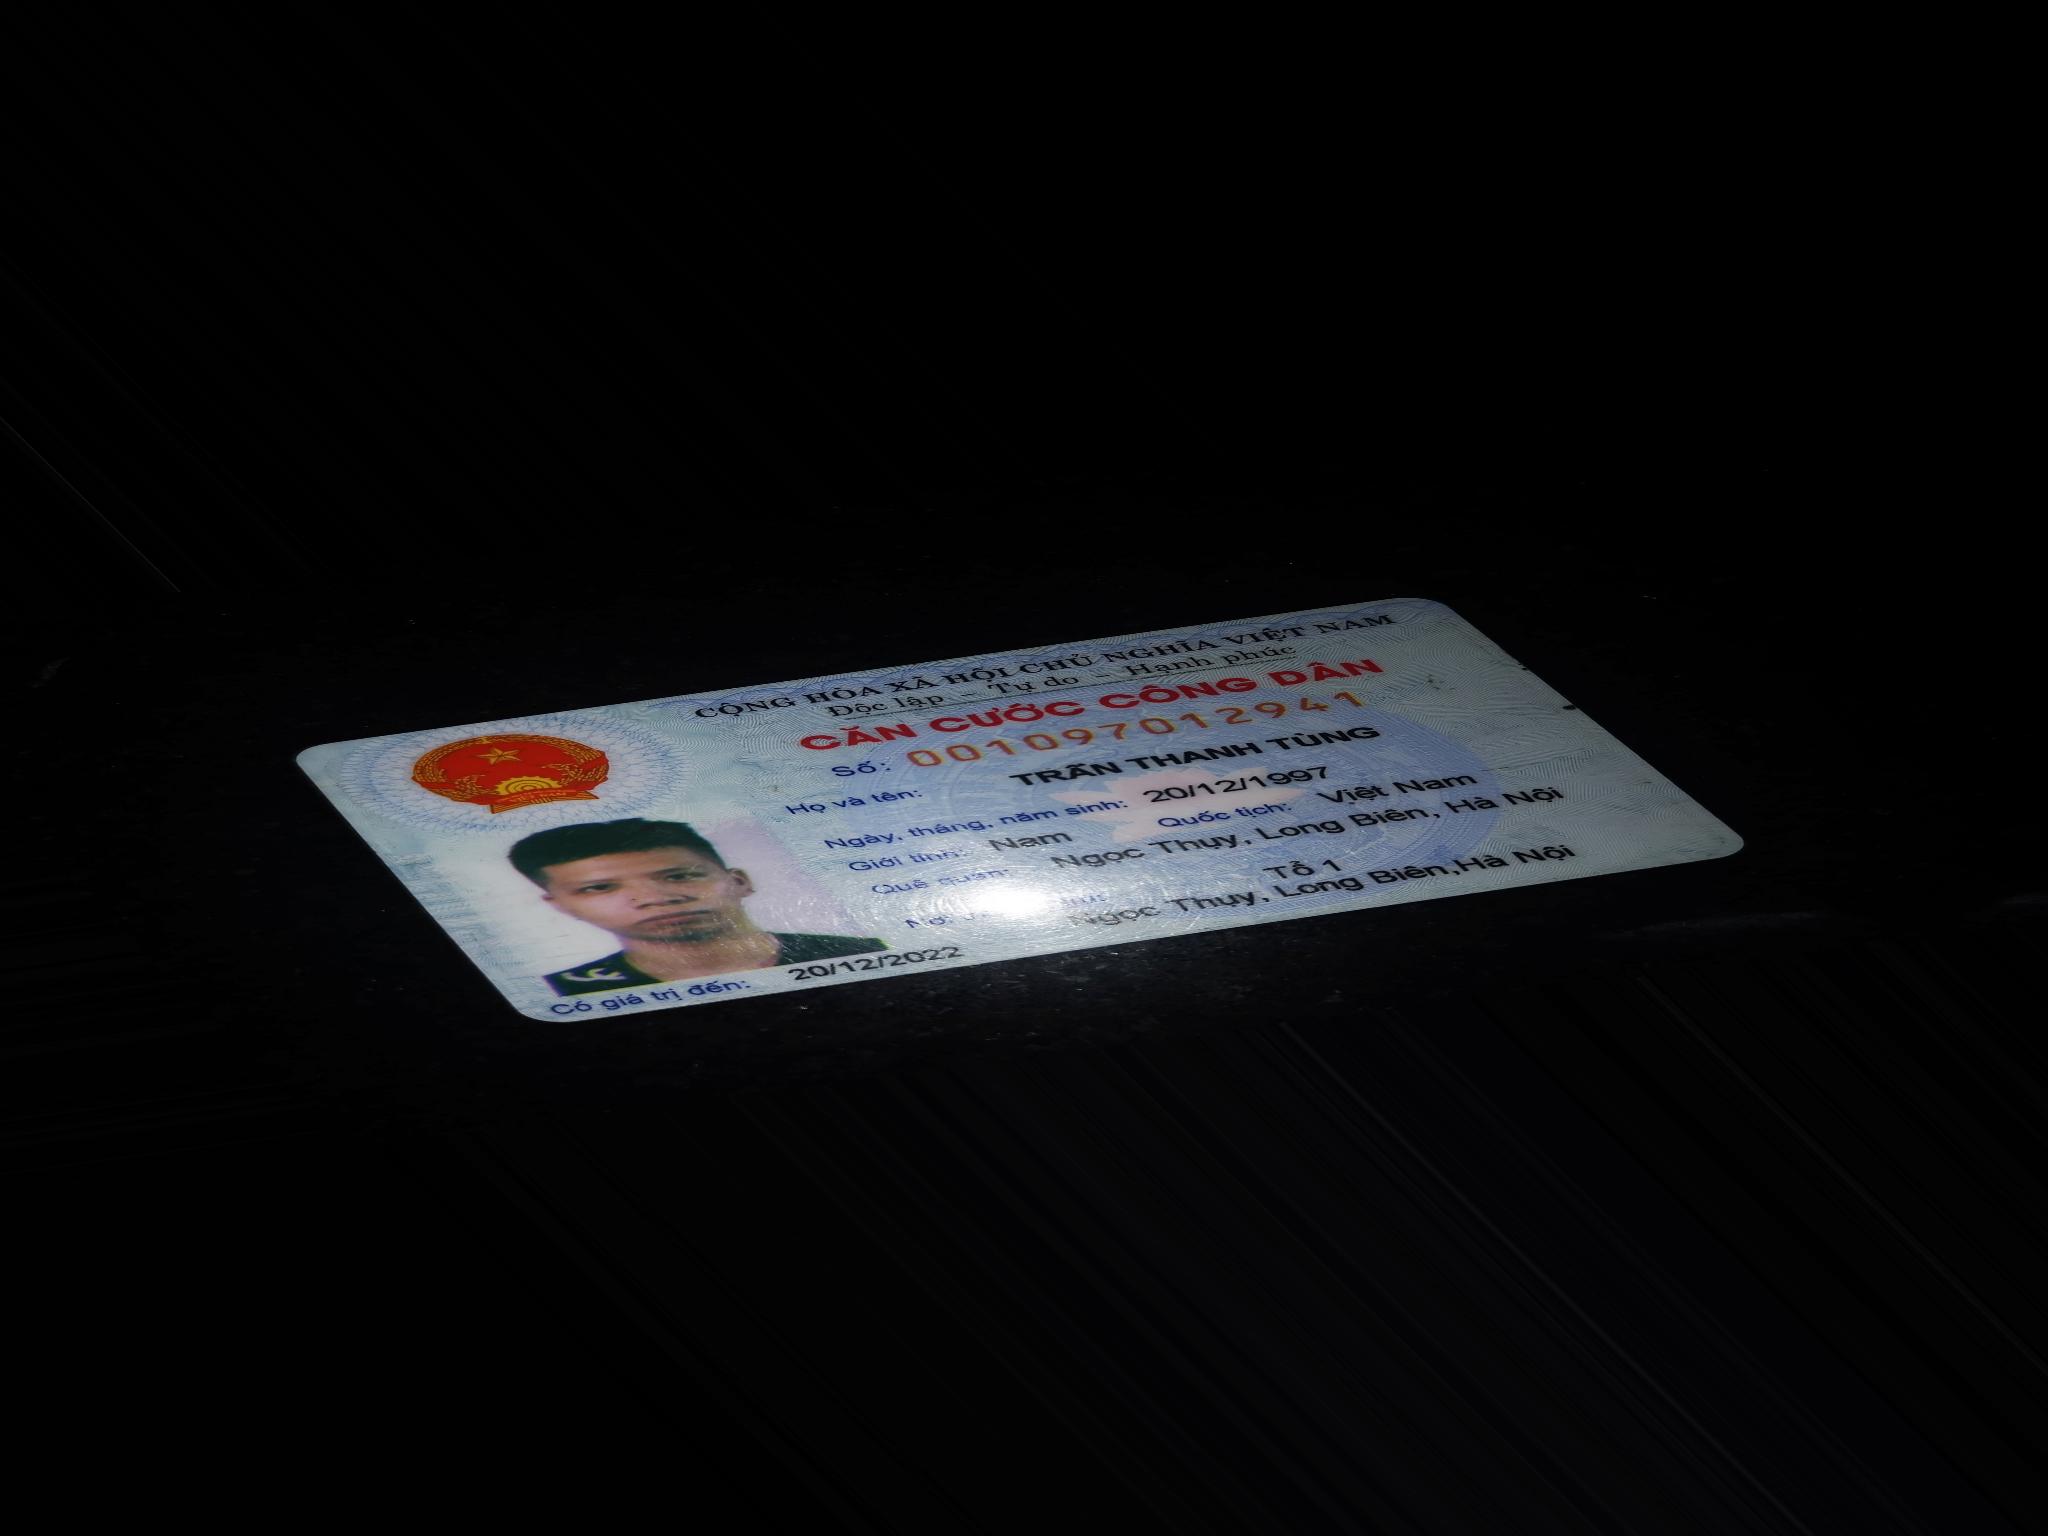 CỘNG HÒA XÃ HỘI CHỦ NGHĨA VIỆT NAM
Độc lập – Tự do – Hạnh phúc
CĂN CƯỚC CÔNG DÂN
Số: 001097012941
Họ và tên: TRẦN THANH TÙNG
Ngày, tháng, năm sinh: 20/12/1997
Giới tính: Nam Quốc tịch: Việt Nam
Quê quán: Ngọc Thụy, Long Biên, Hà Nội
Tổ 1
Ngọc Thụy, Long Biên,Hà Nội
Có giá trị đến: 20/12/2022